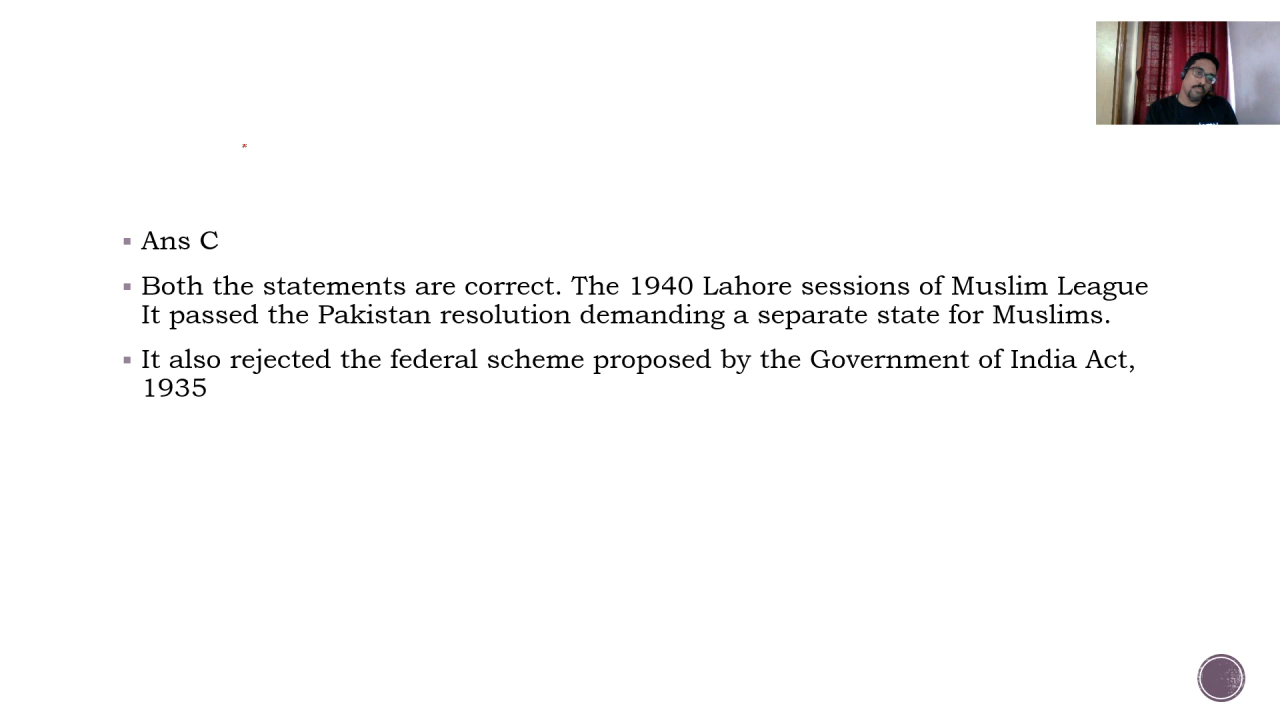 Ans C
Both the statements are correct. The 1940 Lahore sessions of Muslim League
It passed the Pakistan resolution demanding a separate state for Muslims.
It also rejected the federal scheme proposed by the Government of India Act,
1935